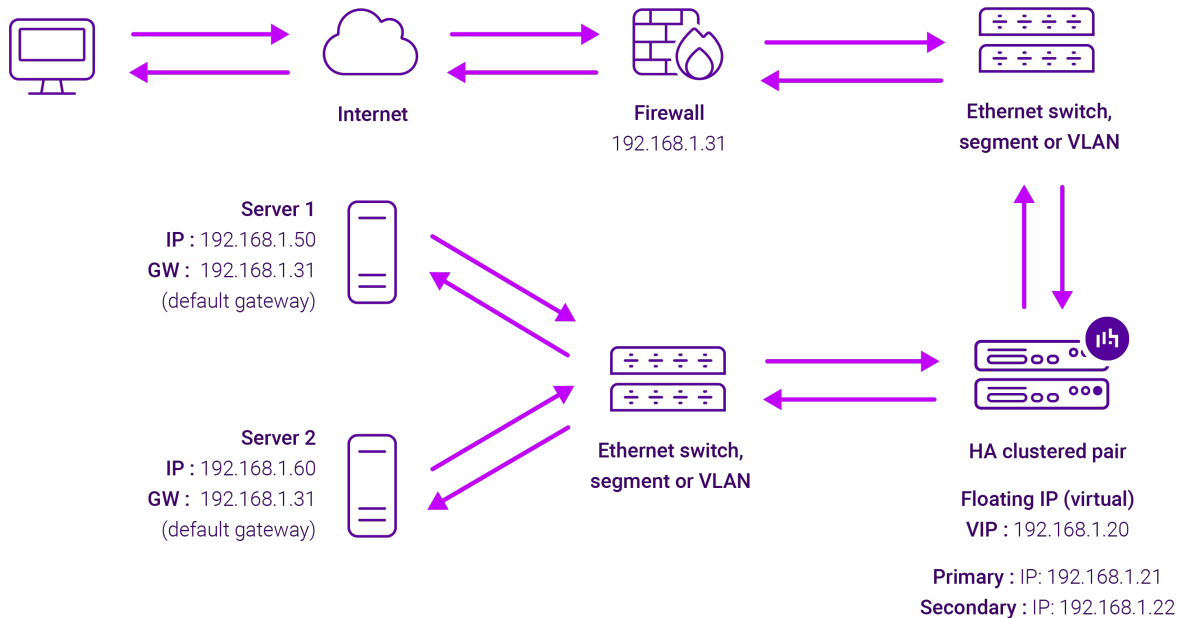 Internet
Firewall
192.168.1.31
Ethernet switch,
segment or VLAN
Server 1
IP : 192.168.1.50
GW : 192.168.1.31
(default gateway)
Server 2
IP : 192.168.1.60
GW : 192.168.1.31
(default gateway)
Ethernet switch,
segment or VLAN
HA clustered pair
Floating IP (virtual)
VIP : 192.168.1.20
Primary : IP: 192.168.1.21
Secondary : IP: 192.168.1.22